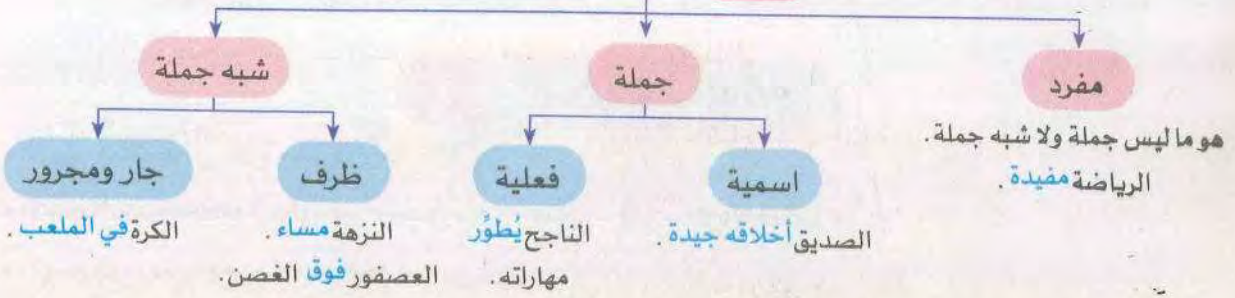 مفرد
جملة
شبه جملة
هو ما ليس جملة ولا شبه جملة.
الرياضة مفيدة.
اسمية
فعلية
ظرف
جار ومجرور
الصديق أخلاقه جيدة.
الناجح يُطوِّر
مهاراته.
النزهة مساء.
العصفور فوق الغصن.
الكرة في الملعب.